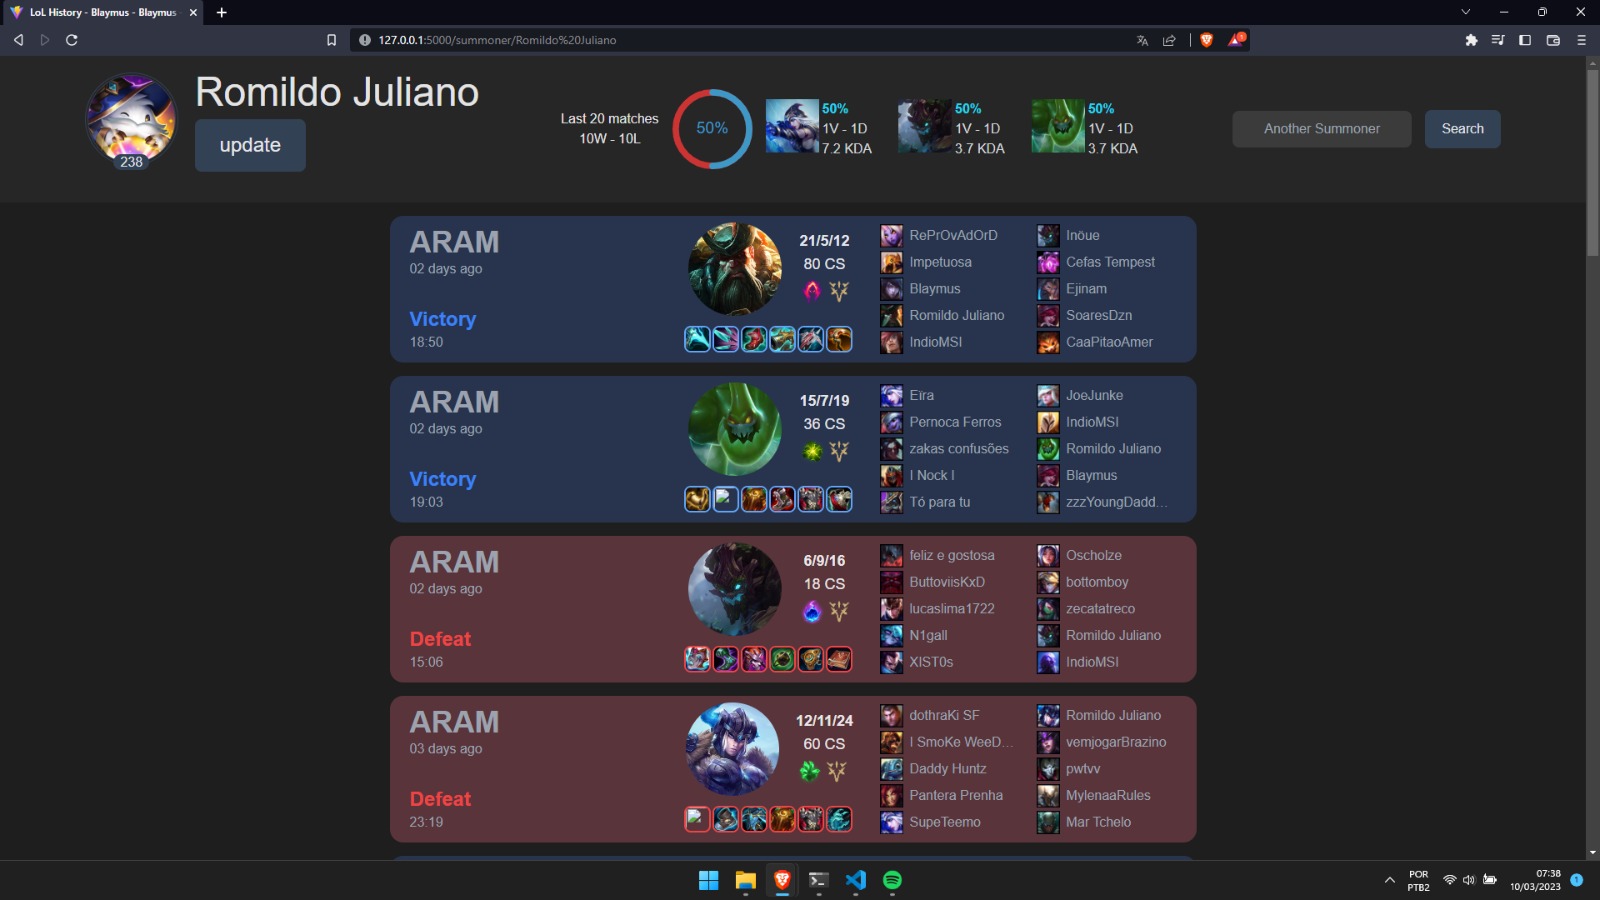 LoL History - Blaymus - Blaymus
127.0.0.1:5000/summoner/Romildo%20Juliano
1
Romildo Juliano
238
update
Last 20 matches
10W - 10L
50%
50%
1V - 1D
7.2 KDA
50%
1V - 1D
3.7 KDA
50%
1V - 1D
3.7 KDA
Another Summoner
Search
ARAM
02 days ago
Victory
18:50
21/5/12
80 CS
RePrOvAdOrD
Impetuosa
Blaymus
Romildo Juliano
IndioMSI
Inöue
Cefas Tempest
Ejinam
SoaresDzn
CaaPitaoAmer
ARAM
02 days ago
Victory
19:03
15/7/19
36 CS
Eïra
Pernoca Ferros
zakas confusões
I Nock I
Tó para tu
JoeJunke
IndioMSI
Romildo Juliano
Blaymus
zzzYoungDadd...
ARAM
02 days ago
Defeat
15:06
6/9/16
18 CS
feliz e gostosa
ButtoviisKxD
lucaslima1722
N1gall
XIST0s
Oscholze
bottomboy
zecatatreco
Romildo Juliano
IndioMSI
ARAM
03 days ago
Defeat
23:19
12/11/24
60 CS
dothraKi SF
I SmoKe WeeD...
Daddy Huntz
Pantera Prenha
SupeTeemo
Romildo Juliano
vemjogarBrazino
pwtvv
MylenaaRules
Mar Tchelo
POR
PTB2
07:38
10/03/2023
1